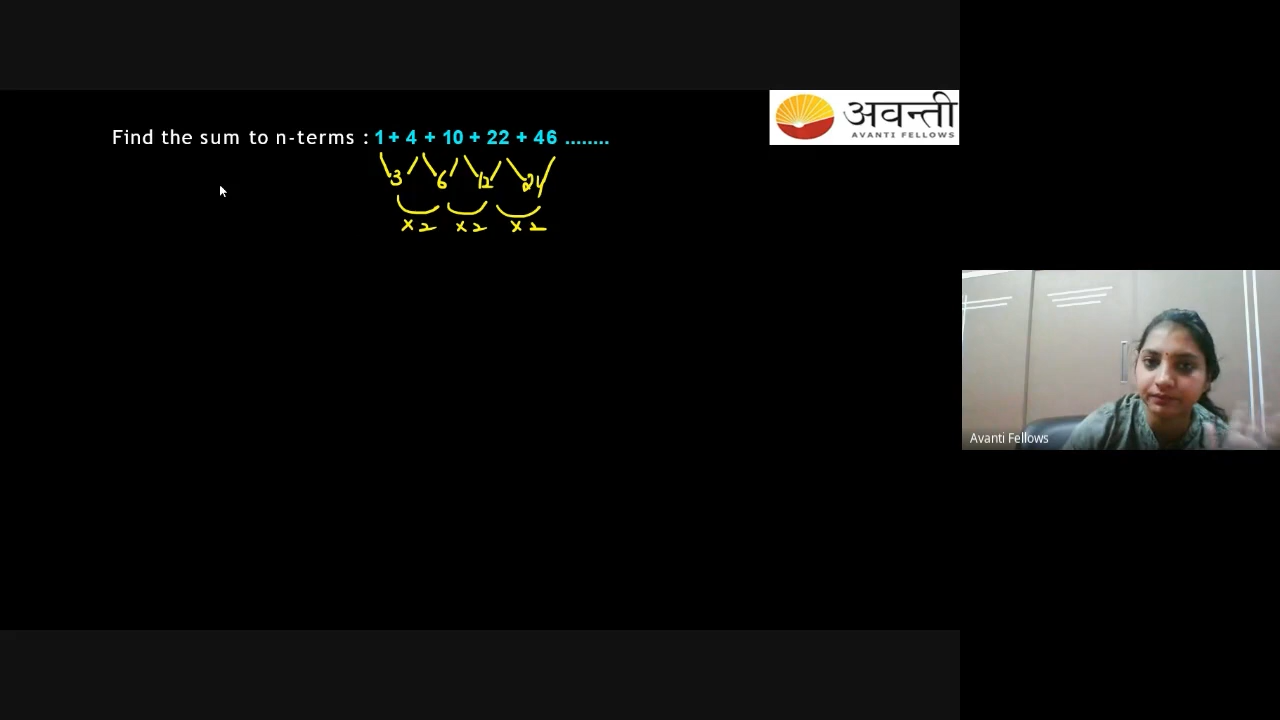 अवन्ती
AVANTI FELLOWS
Find the sum to n-terms : 1 + 4 + 10 + 22 + 46 ........
3 6 12 24
x 2 x 2 x 2
Avanti Fellows